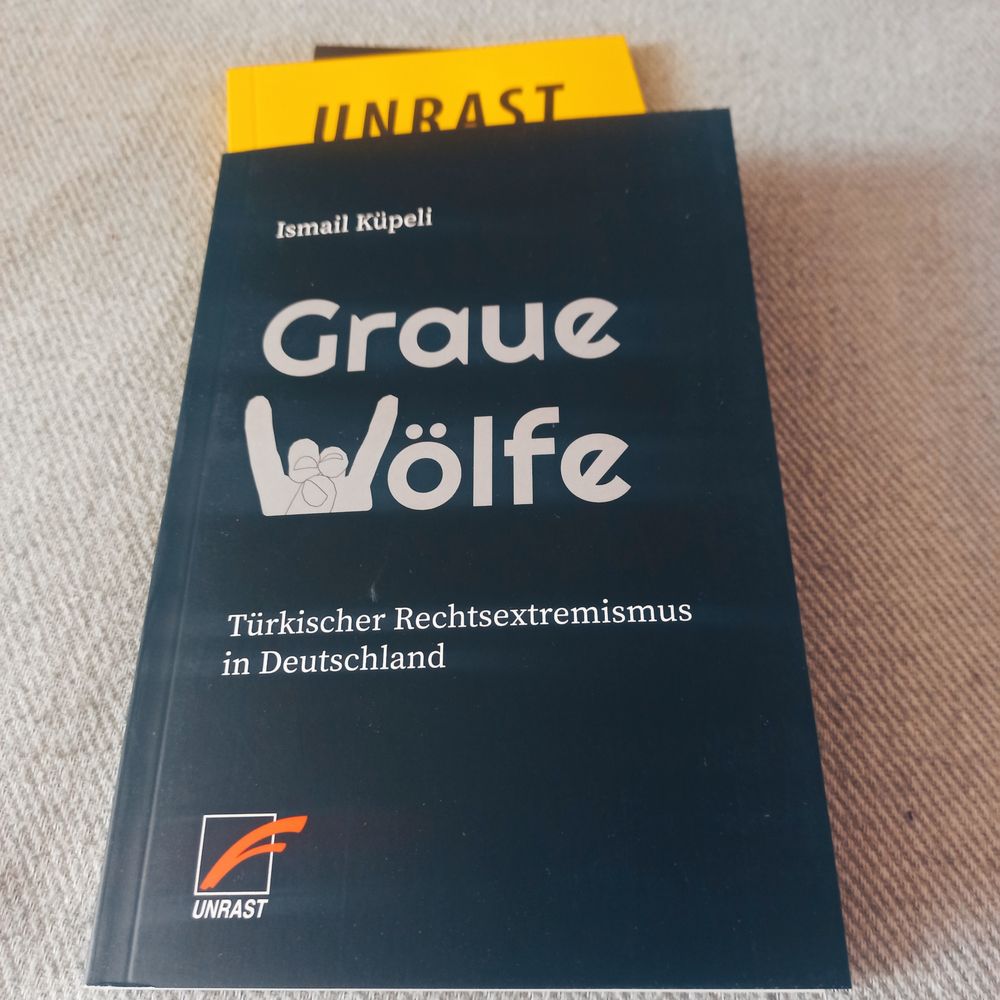 UNRAST
Ismail Küpeli
Graue
Wölfe
Türkischer Rechtsextremismus
in Deutschland
UNRAST